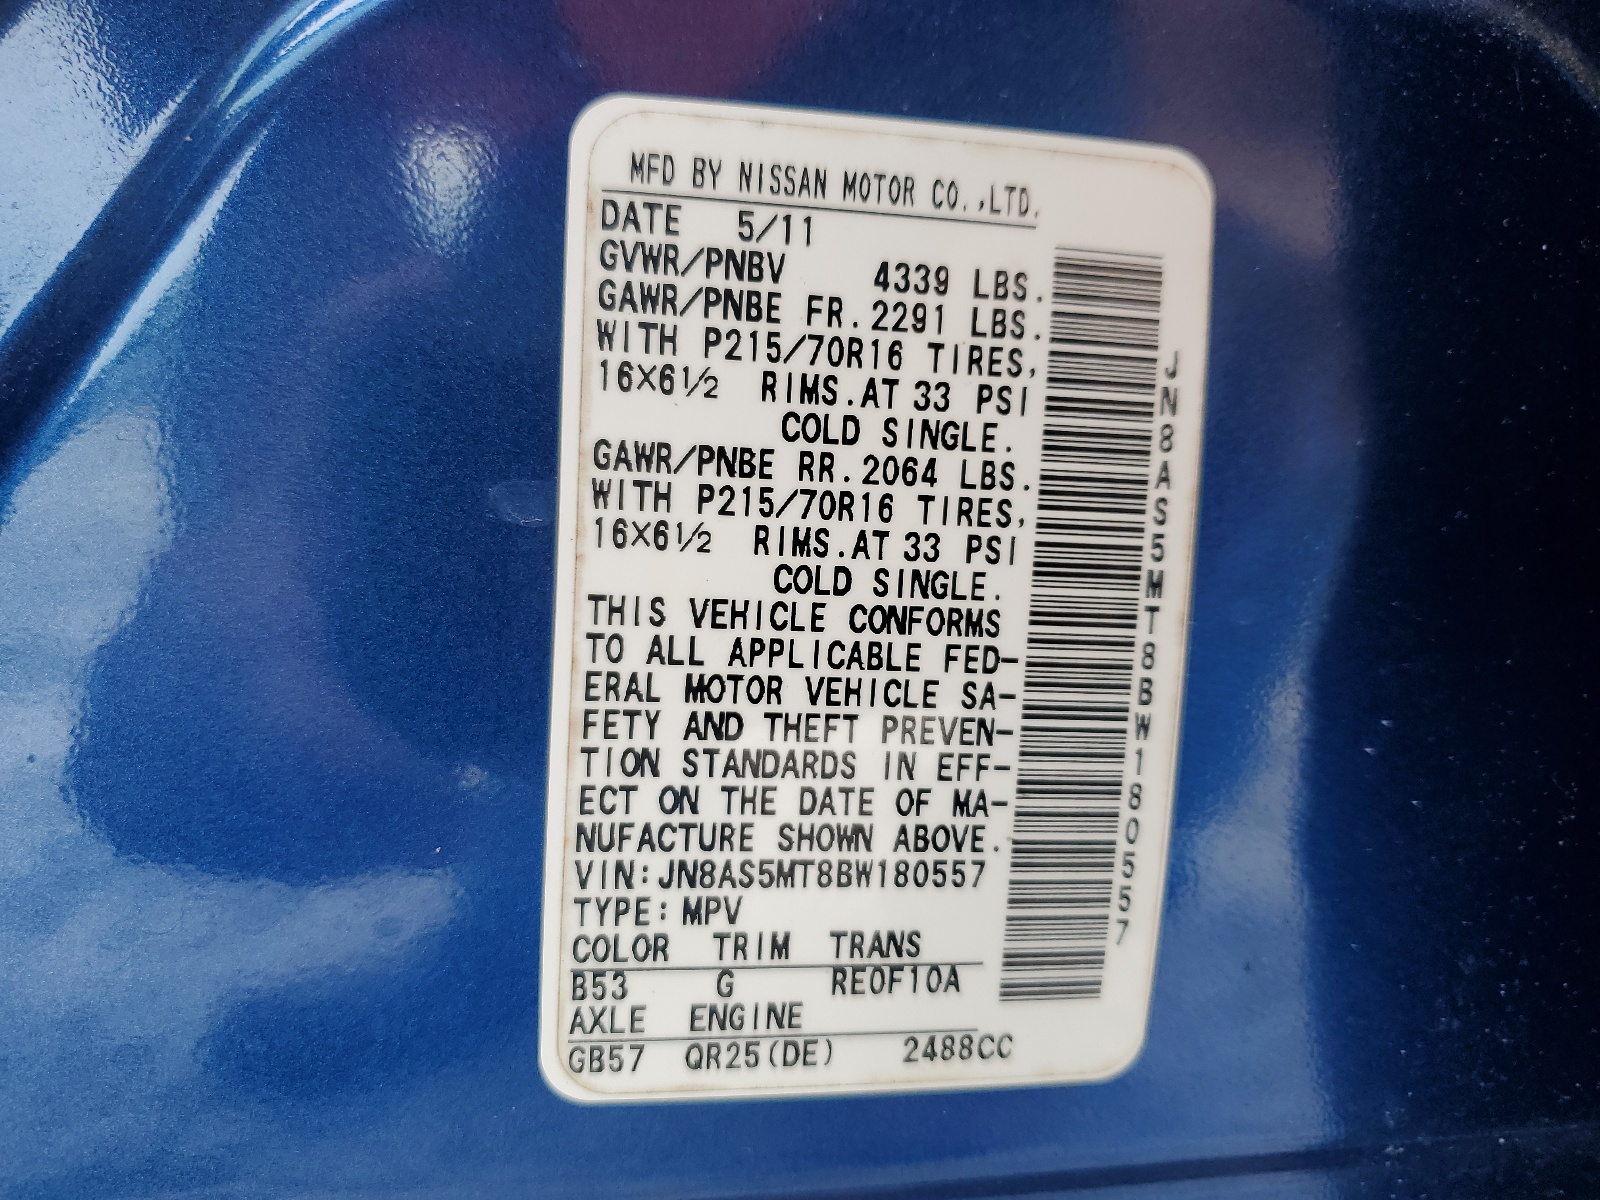 MFD BY NISSAN MOTOR CO.,LTD.
DATE 5/11
GVWR/PNBV 4339 LBS.
GAWR/PNBE FR.2291 LBS.
WITH P215/70R16 TIRES,
16X6 1/2 RIMS.AT 33 PSI
COLD SINGLE.
GAWR/PNBE RR.2064 LBS.
WITH P215/70R16 TIRES,
16X6 1/2 RIMS.AT 33 PSI
COLD SINGLE.
THIS VEHICLE CONFORMS
TO ALL APPLICABLE FED-
ERAL MOTOR VEHICLE SA-
FETY AND THEFT PREVEN-
TION STANDARDS IN EFF-
ECT ON THE DATE OF MA-
NUFACTURE SHOWN ABOVE.
VIN:JN8AS5MT8BW180557
TYPE:MPV
COLOR TRIM TRANS
B53 G RE0F10A
AXLE ENGINE
GB57 QR25(DE) 2488CC
JN8AS5MT8BW180557